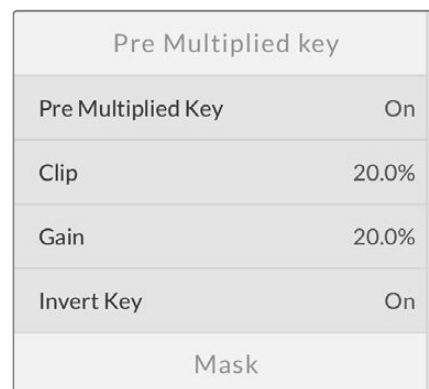 Pre Multiplied key
Pre Multiplied Key On
Clip 20.0%
Gain 20.0%
Invert Key On
Mask